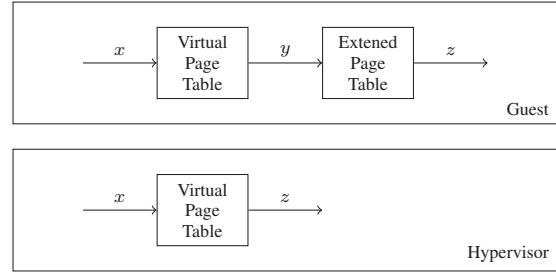 x
Virtual
Page
Table
y
Extened
Page
Table
z
Guest
x
Virtual
Page
Table
z
Hypervisor